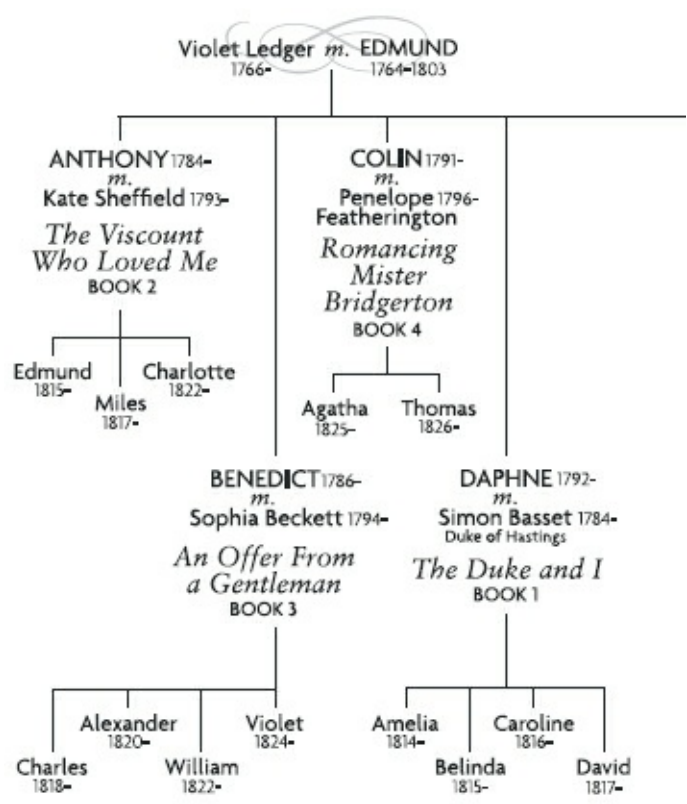 Violet Ledger m. EDMUND
1766- 1764-1803
ANTHONY 1784-
m.
Kate Sheffield 1793-
The Viscount
Who Loved Me
BOOK 2
Edmund
1815-
Miles
1817-
Charlotte
1822-
COLIN 1791-
m.
Penelope 1796-
Featherington
Romancing
Mister
Bridgerton
BOOK 4
Agatha
1825-
Thomas
1826-
BENEDICT 1786-
m.
Sophia Beckett 1794-
An Offer From
a Gentleman
BOOK 3
Charles
1818-
Alexander
1820-
William
1822-
Violet
1824-
DAPHNE 1792-
m.
Simon Basset 1784-
Duke of Hastings
The Duke and I
BOOK 1
Amelia
1814-
Belinda
1815-
Caroline
1816-
David
1817-